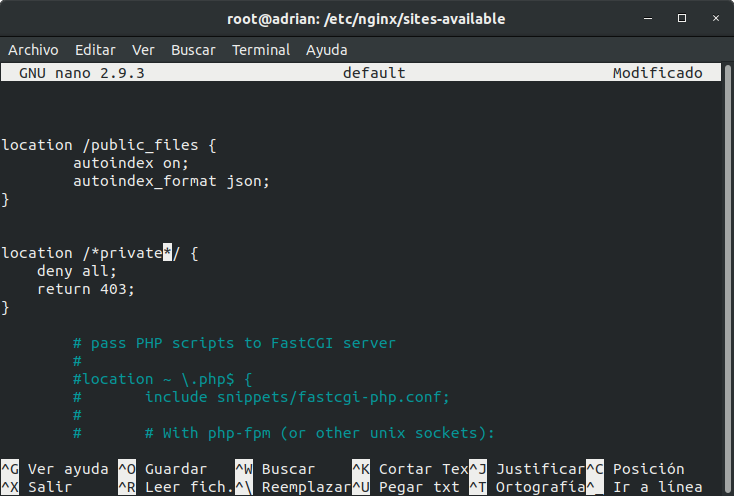 root@adrian: /etc/nginx/sites-available
Archivo Editar Ver Buscar Terminal Ayuda
GNU nano 2.9.3 default Modificado
location /public_files {
autoindex on;
autoindex_format json;
}
location /*private*/ {
deny all;
return 403;
}
# pass PHP scripts to FastCGI server
#
#location ~ \.php$ {
# include snippets/fastcgi-php.conf;
#
# # With php-fpm (or other unix sockets):
^G Ver ayuda ^O Guardar ^W Buscar ^K Cortar Tex^J Justificar^C Posición
^X Salir ^R Leer fich.^\ Reemplazar^U Pegar txt ^T Ortografía^_ Ir a línea